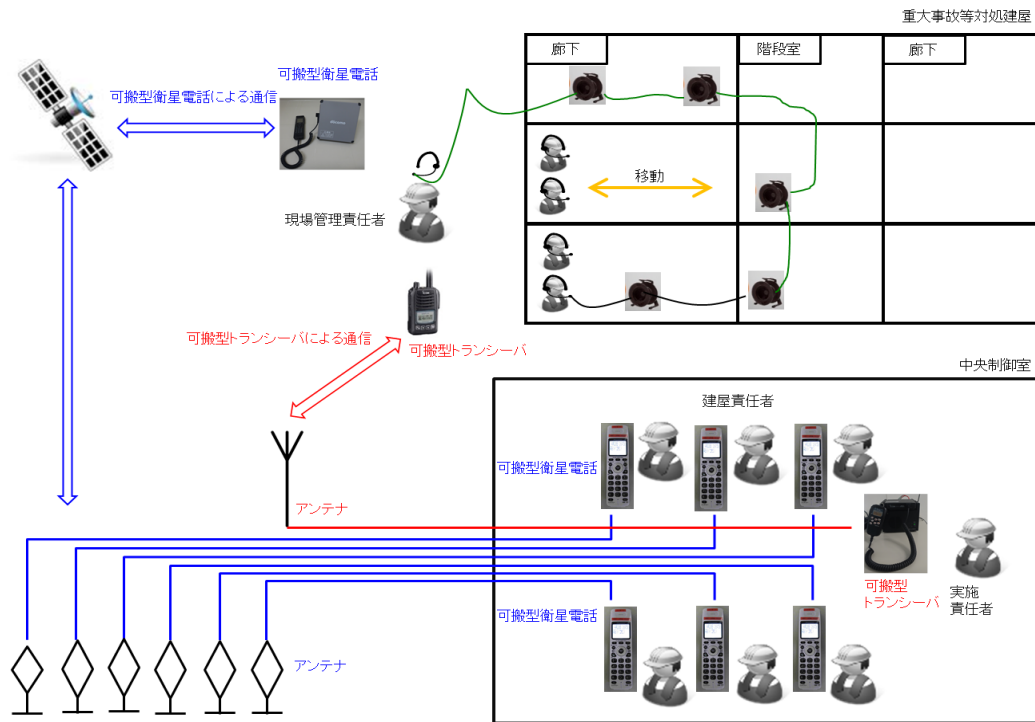 重大事故等対処建屋
廊下
階段室
廊下
可搬型衛星電話
可搬型衛星電話による通信
移動
現場管理責任者
可搬型トランシーバによる通信
可搬型トランシーバ
中央制御室
建屋責任者
可搬型衛星電話
アンテナ
可搬型
トランシーバ
実施
責任者
可搬型衛星電話
アンテナ